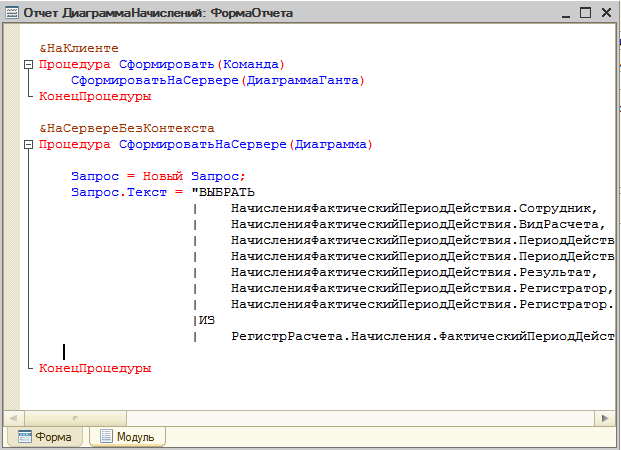 Отчет ДиаграммаНачислений: ФормаОтчета
&НаКлиенте
Процедура Сформировать(Команда)
СформироватьНаСервере(ДиаграммаГанта)
КонецПроцедуры
&НаСервереБезКонтекста
Процедура СформироватьНаСервере(Диаграмма)
Запрос = Новый Запрос;
Запрос.Текст = "ВЫБРАТЬ
| НачисленияФактическийПериодДействия.Сотрудник,
| НачисленияФактическийПериодДействия.ВидРасчета,
| НачисленияФактическийПериодДействия.ПериодДейств
| НачисленияФактическийПериодДействия.ПериодДейств
| НачисленияФактическийПериодДействия.Результат,
| НачисленияФактическийПериодДействия.Регистратор,
| НачисленияФактическийПериодДействия.Регистратор.
|ИЗ
| РегистрРасчета.Начисления.ФактическийПериодДейст
КонецПроцедуры
Форма Модуль